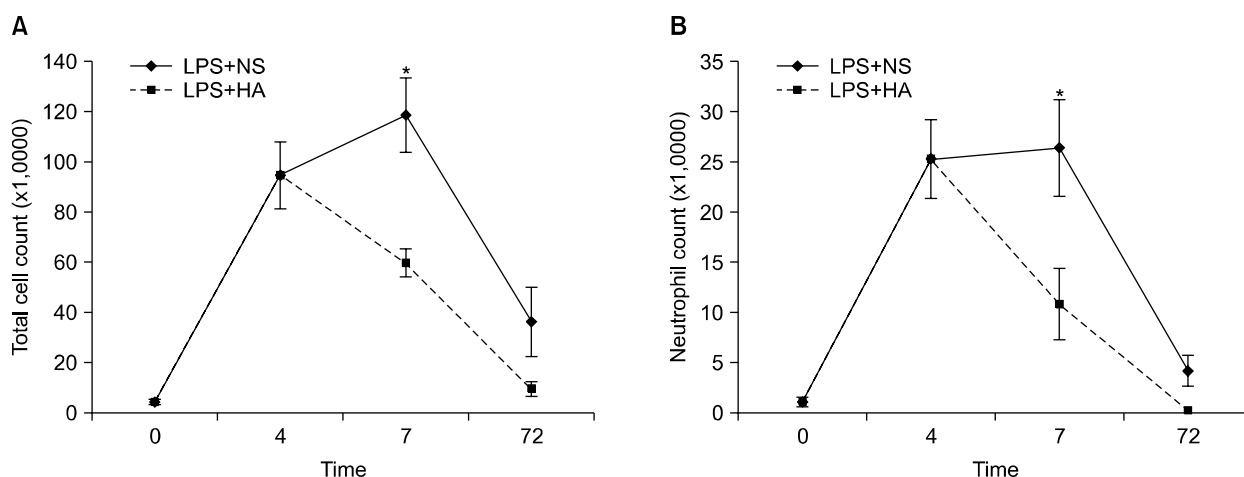 A
LPS+NS
LPS+HA
*
140
120
100
80
60
40
20
0
Total cell count (x1,0000)
0 4 7 72
Time
B
LPS+NS
LPS+HA
*
35
30
25
20
15
10
5
0
Neutrophil count (x1,0000)
0 4 7 72
Time